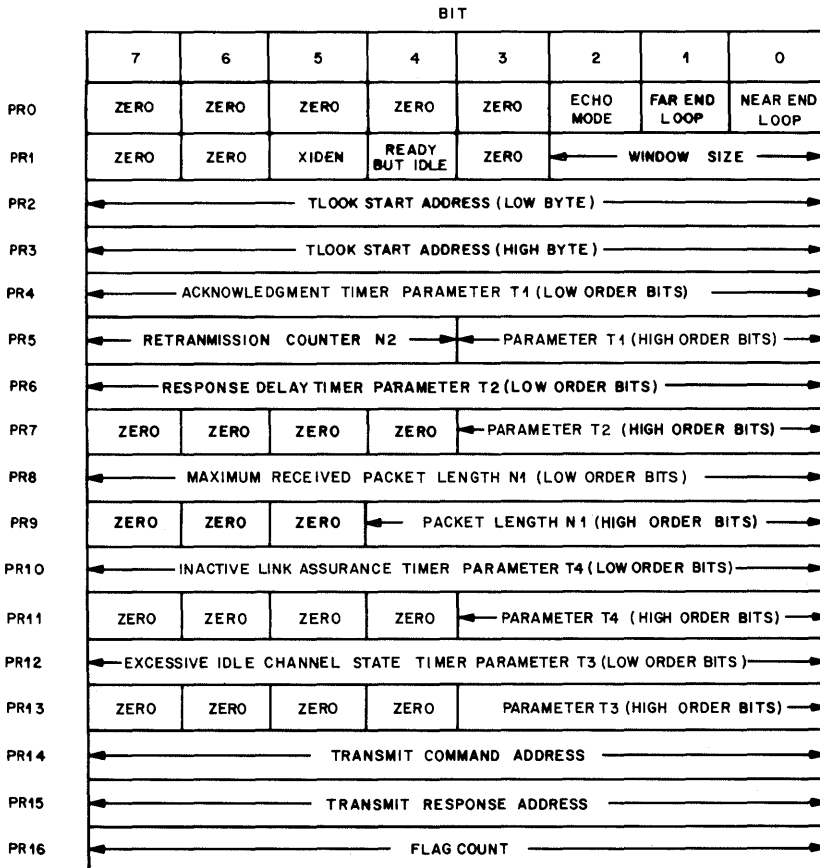 BIT
7 6 5 4 3 2 1 0
PR0 ZERO ZERO ZERO ZERO ZERO ECHO MODE FAR END LOOP NEAR END LOOP
PR1 ZERO ZERO XIDEN READY BUT IDLE ZERO WINDOW SIZE
PR2 TLOOK START ADDRESS (LOW BYTE)
PR3 TLOOK START ADDRESS (HIGH BYTE)
PR4 ACKNOWLEDGMENT TIMER PARAMETER T1 (LOW ORDER BITS)
PR5 RETRANMISSION COUNTER N2 PARAMETER T1 (HIGH ORDER BITS)
PR6 RESPONSE DELAY TIMER PARAMETER T2 (LOW ORDER BITS)
PR7 ZERO ZERO ZERO ZERO PARAMETER T2 (HIGH ORDER BITS)
PR8 MAXIMUM RECEIVED PACKET LENGTH N1 (LOW ORDER BITS)
PR9 ZERO ZERO ZERO PACKET LENGTH N1 (HIGH ORDER BITS)
PR10 INACTIVE LINK ASSURANCE TIMER PARAMETER T4 (LOW ORDER BITS)
PR11 ZERO ZERO ZERO ZERO PARAMETER T4 (HIGH ORDER BITS)
PR12 EXCESSIVE IDLE CHANNEL STATE TIMER PARAMETER T3 (LOW ORDER BITS)
PR13 ZERO ZERO ZERO ZERO PARAMETER T3 (HIGH ORDER BITS)
PR14 TRANSMIT COMMAND ADDRESS
PR15 TRANSMIT RESPONSE ADDRESS
PR16 FLAG COUNT